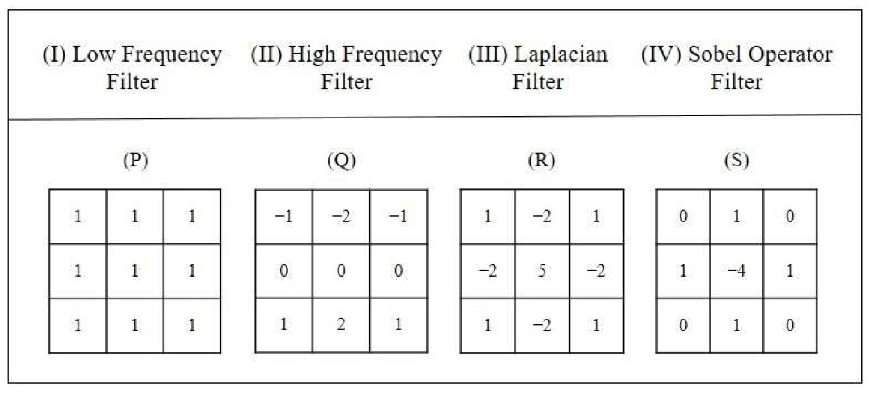 (I) Low Frequency Filter (II) High Frequency Filter (III) Laplacian Filter (IV) Sobel Operator Filter
(P) (Q) (R) (S)
1 1 1 −1 −2 −1 1 −2 1 0 1 0
1 1 1 0 0 0 −2 5 −2 1 −4 1
1 1 1 1 2 1 1 −2 1 0 1 0